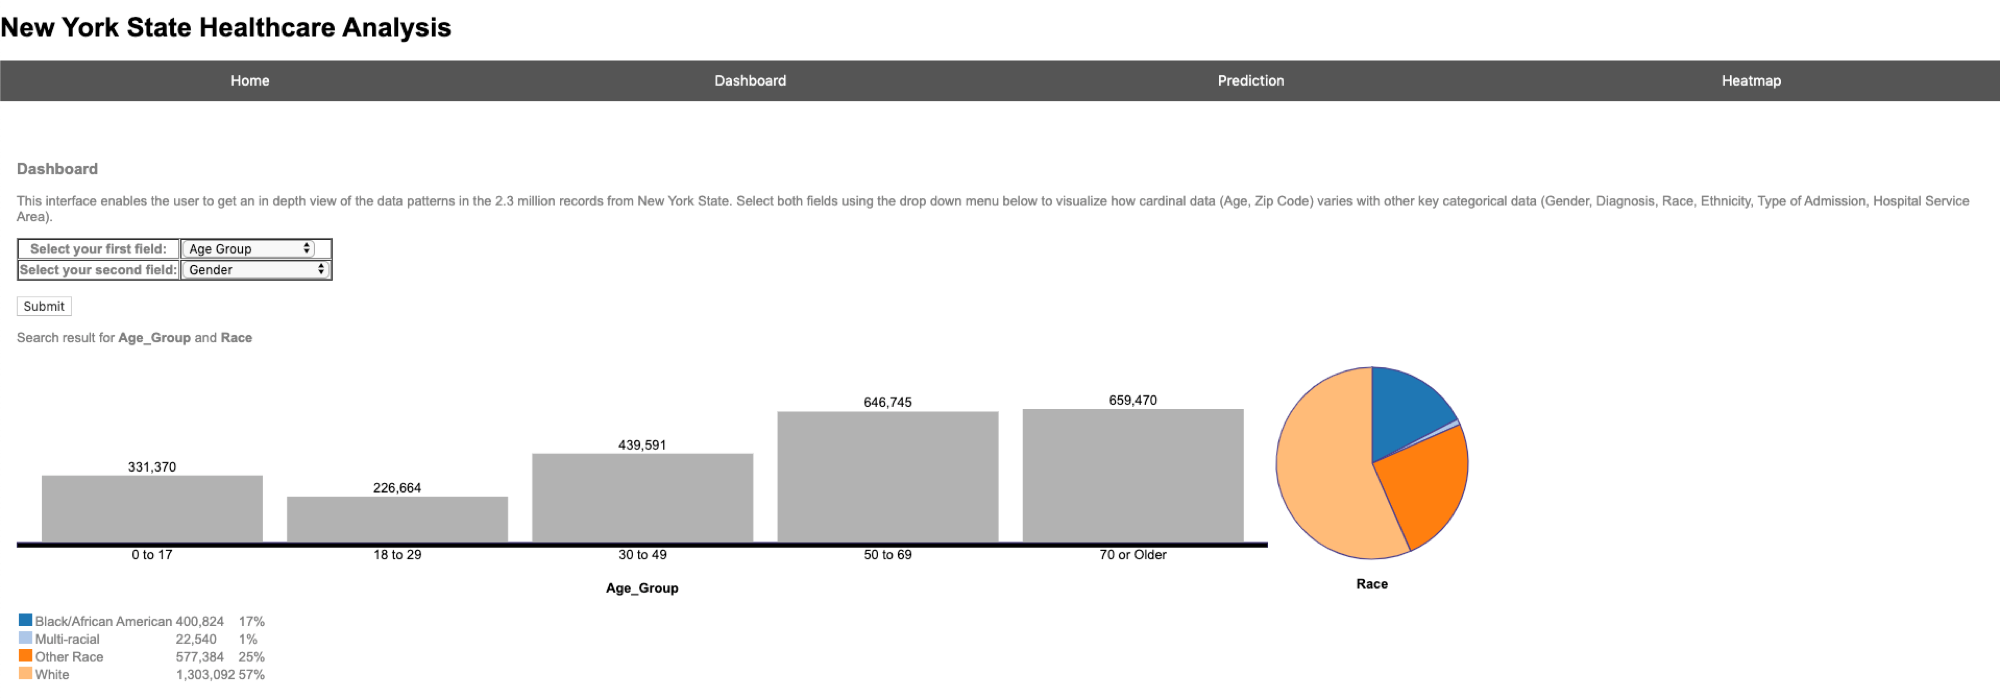 New York State Healthcare Analysis
Home Dashboard Prediction Heatmap
Dashboard
This interface enables the user to get an in depth view of the data patterns in the 2.3 million records from New York State. Select both fields using the drop down menu below to visualize how cardinal data (Age, Zip Code) varies with other key categorical data (Gender, Diagnosis, Race, Ethnicity, Type of Admission, Hospital Service
Area).
Select your first field: Age Group
Select your second field: Gender
Submit
Search result for Age_Group and Race
331,370 226,664 439,591 646,745 659,470
0 to 17 18 to 29 30 to 49 50 to 69 70 or Older
Age_Group
Race
Black/African American 400,824 17%
Multi-racial 22,540 1%
Other Race 577,384 25%
White 1,303,092 57%